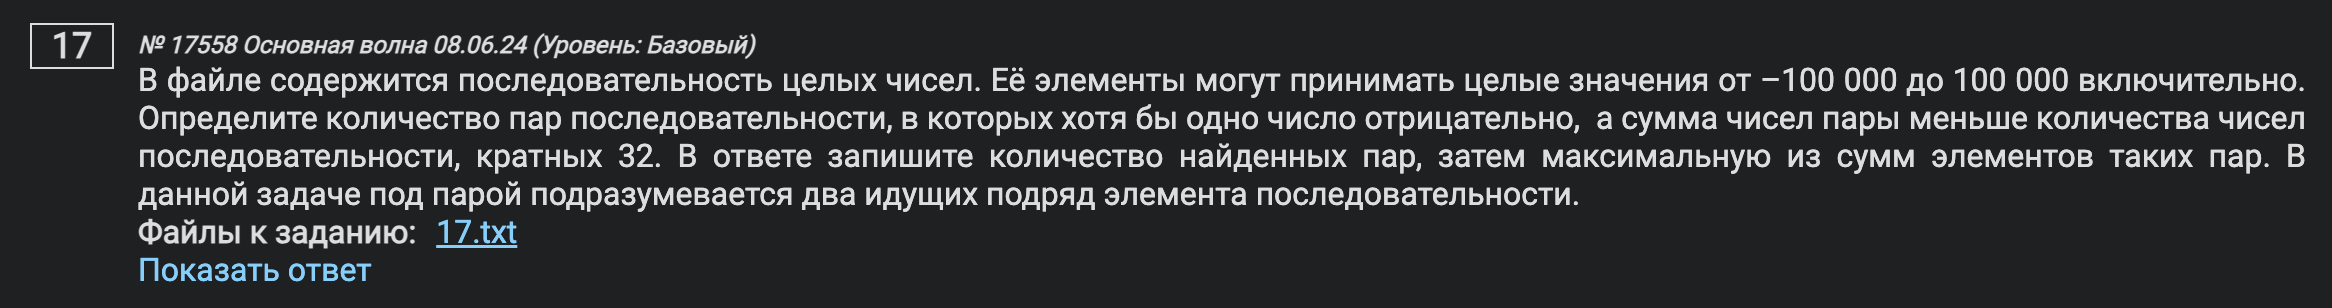 17
№ 17558 Основная волна 08.06.24 (Уровень: Базовый)
В файле содержится последовательность целых чисел. Её элементы могут принимать целые значения от –100 000 до 100 000 включительно.
Определите количество пар последовательности, в которых хотя бы одно число отрицательно, а сумма чисел пары меньше количества чисел
последовательности, кратных 32. В ответе запишите количество найденных пар, затем максимальную из сумм элементов таких пар. В
данной задаче под парой подразумевается два идущих подряд элемента последовательности.
Файлы к заданию: 17.txt
Показать ответ